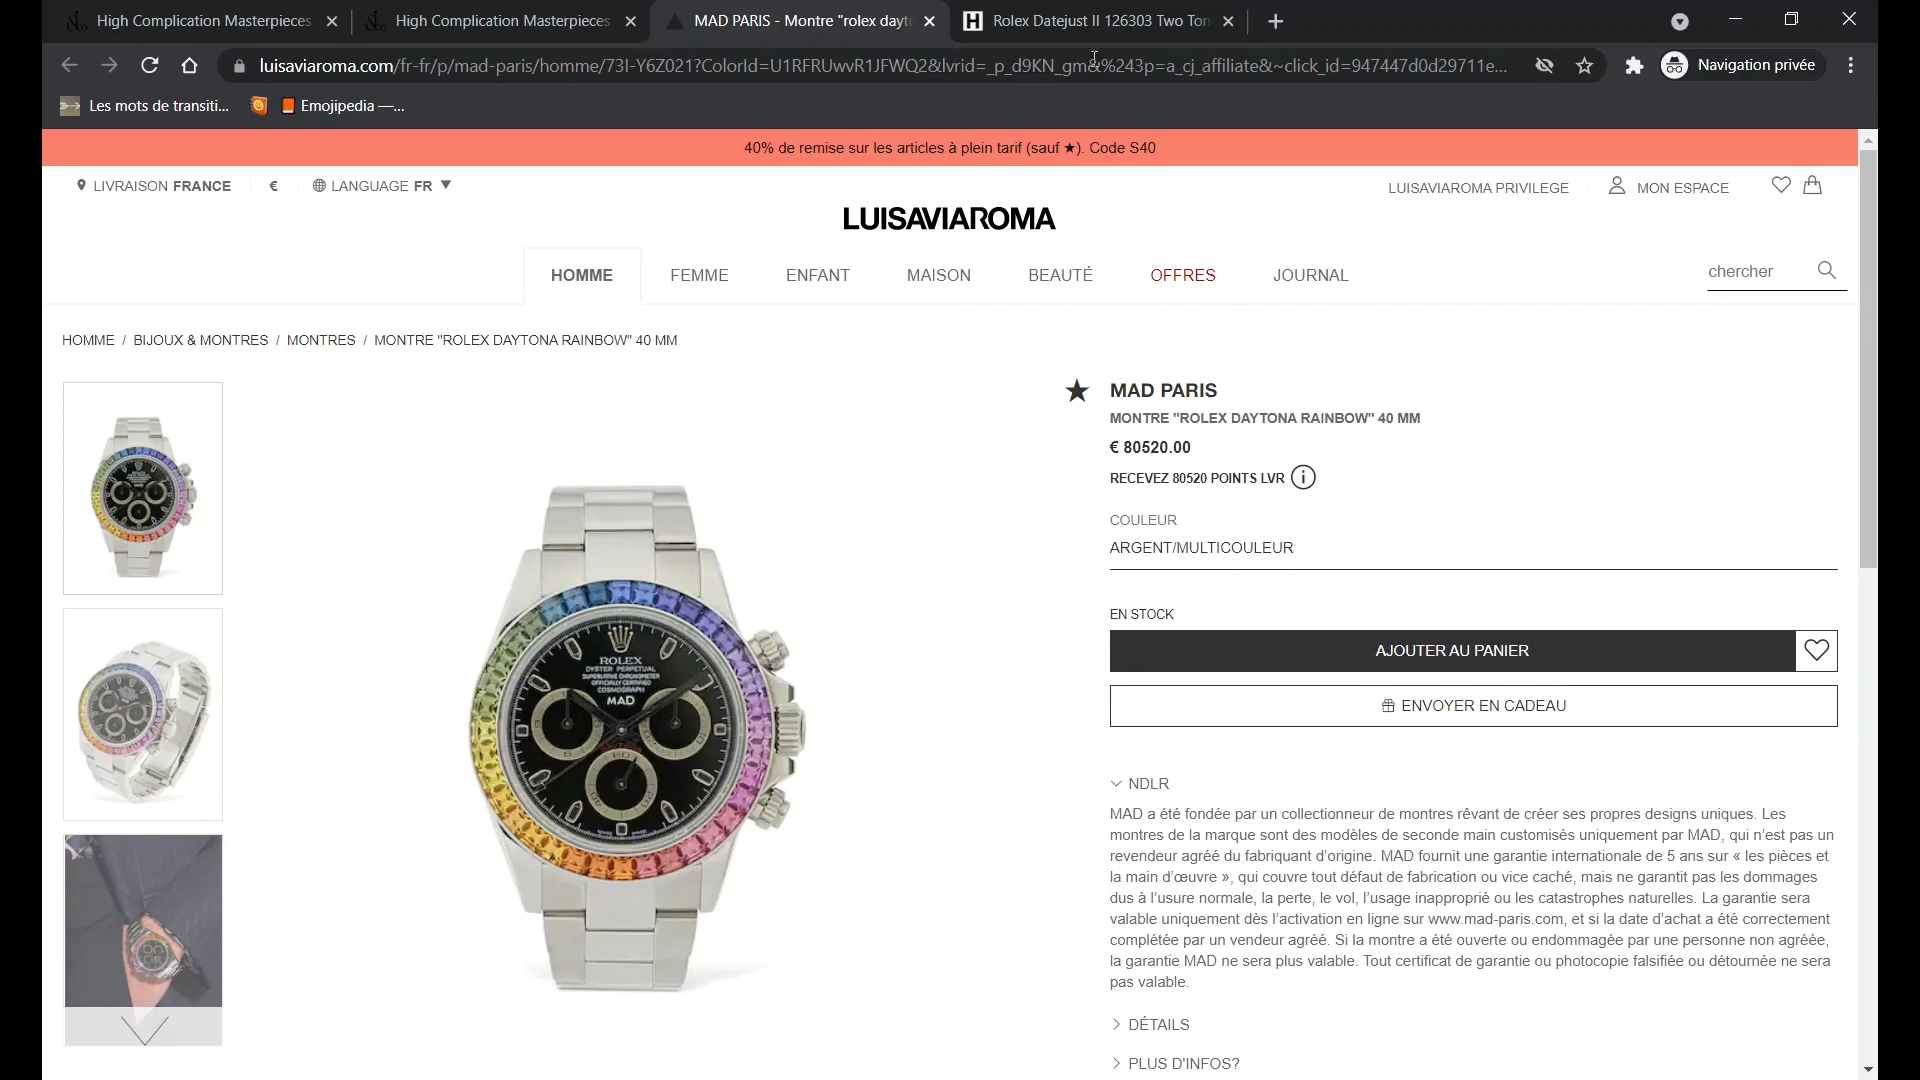 High Complication Masterpieces
High Complication Masterpieces
MAD PARIS - Montre "rolex dayt
Rolex Datejust II 126303 Two Ton
luisaviaroma.com/fr-fr/p/mad-paris/homme/73I-Y6Z021?ColorId=U1RFRUwvR1JFWQ2&lvrid=_p_d9KN_gm&%243p=a_cj_affiliate&~click_id=947447d0d29711e...
Navigation privée
Les mots de transiti...
Emojipedia —...
40% de remise sur les articles à plein tarif (sauf ★). Code S40
LIVRAISON FRANCE
€
LANGUAGE FR
LUISAVIAROMA PRIVILEGE
MON ESPACE
LUISAVIAROMA
HOMME
FEMME
ENFANT
MAISON
BEAUTÉ
OFFRES
JOURNAL
chercher
HOMME / BIJOUX & MONTRES / MONTRES / MONTRE "ROLEX DAYTONA RAINBOW" 40 MM
★ MAD PARIS
MONTRE "ROLEX DAYTONA RAINBOW" 40 MM
€ 80520.00
RECEVEZ 80520 POINTS LVR
COULEUR
ARGENT/MULTICOULEUR
EN STOCK
AJOUTER AU PANIER
ENVOYER EN CADEAU
ROLEX
OYSTER PERPETUAL
SUPERLATIVE CHRONOMETER
OFFICIALLY CERTIFIED
COSMOGRAPH
MAD
60
NDLR
MAD a été fondée par un collectionneur de montres rêvant de créer ses propres designs uniques. Les
montres de la marque sont des modèles de seconde main customisés uniquement par MAD, qui n'est pas un
revendeur agréé du fabriquant d'origine. MAD fournit une garantie internationale de 5 ans sur « les pièces et
la main d'œuvre », qui couvre tout défaut de fabrication ou vice caché, mais ne garantit pas les dommages
dus à l'usure normale, la perte, le vol, l'usage inapproprié ou les catastrophes naturelles. La garantie sera
valable uniquement dès l'activation en ligne sur www.mad-paris.com, et si la date d'achat a été correctement
complétée par un vendeur agréé. Si la montre a été ouverte ou endommagée par une personne non agréée,
la garantie MAD ne sera plus valable. Tout certificat de garantie ou photocopie falsifiée ou détournée ne sera
pas valable.
DÉTAILS
PLUS D'INFOS?